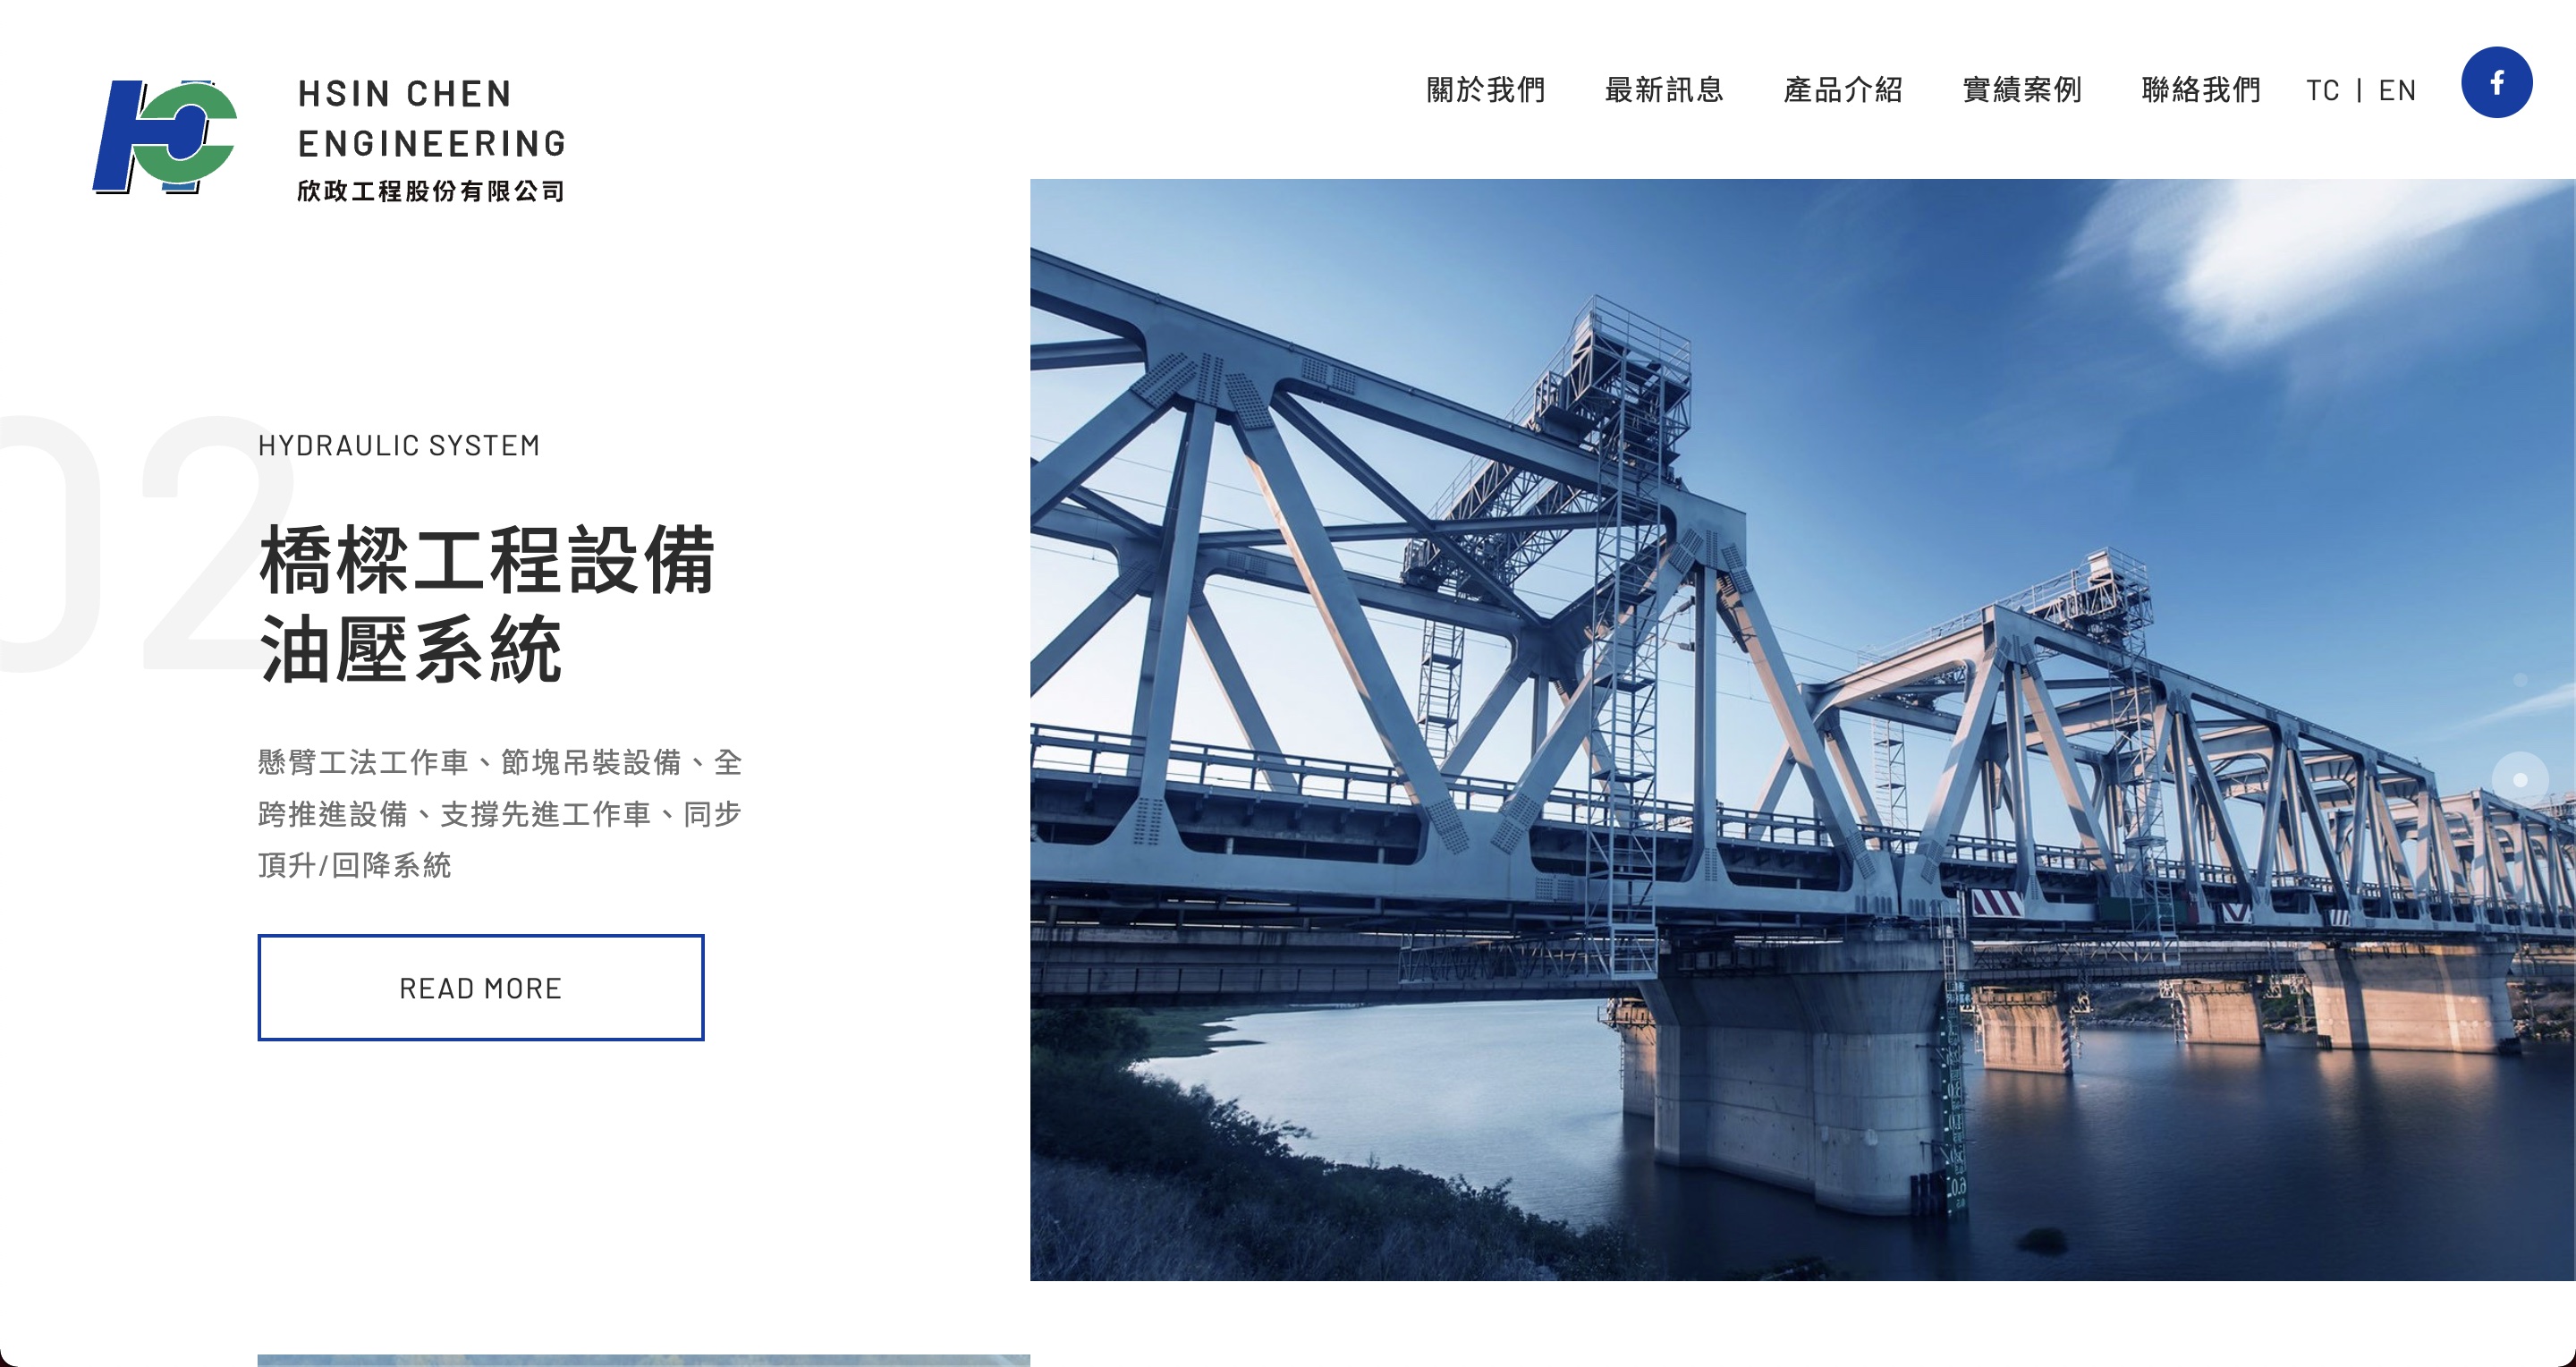 HSIN CHEN
ENGINEERING
欣政工程股份有限公司
關於我們 最新訊息 產品介紹 實績案例 聯絡我們 TC | EN
02
HYDRAULIC SYSTEM
橋樑工程設備
油壓系統
懸臂工法工作車、節塊吊裝設備、全
跨推進設備、支撐先進工作車、同步
頂升/回降系統
READ MORE